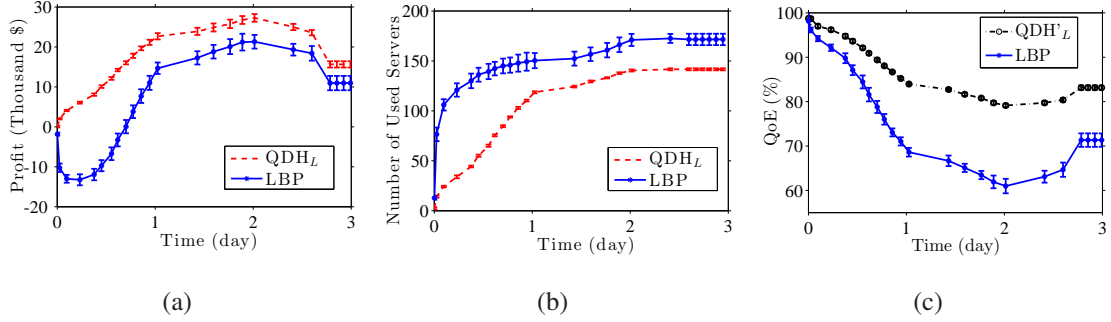 Profit (Thousand $)
30
20
10
0
-10
-20
0
1
2
3
Time (day)
QDH_L
LBP
(a)
Number of Used Servers
200
150
100
50
0
0
1
2
3
Time (day)
QDH_L
LBP
(b)
QoE (%)
100
90
80
70
60
0
1
2
3
Time (day)
QDH'_L
LBP
(c)